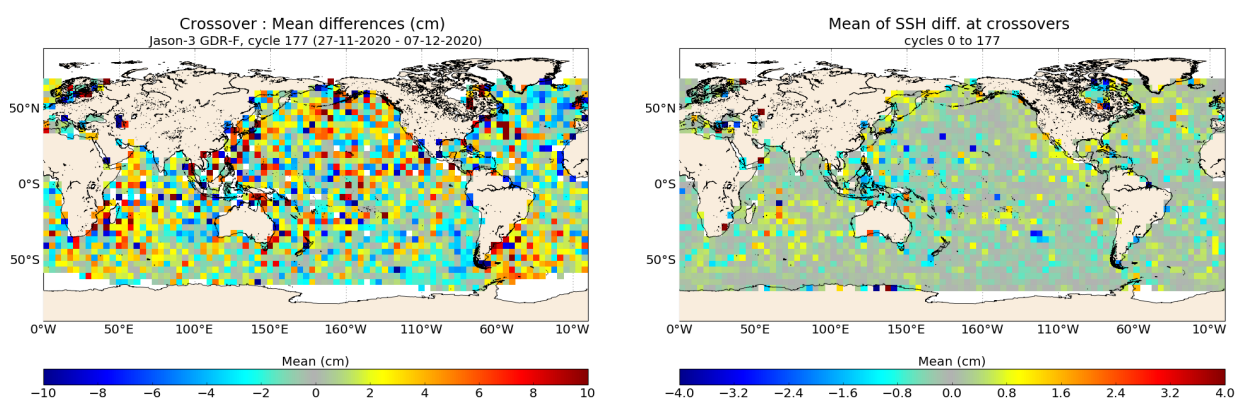 Crossover : Mean differences (cm)
Jason-3 GDR-F, cycle 177 (27-11-2020 - 07-12-2020)
50°N
0°S
50°S
0°W 50°E 100°E 150°E 160°W 110°W 60°W 10°W
Mean (cm)
−10 −8 −6 −4 −2 0 2 4 6 8 10
Mean of SSH diff. at crossovers
cycles 0 to 177
50°N
0°S
50°S
0°W 50°E 100°E 150°E 160°W 110°W 60°W 10°W
Mean (cm)
−4.0 −3.2 −2.4 −1.6 −0.8 0.0 0.8 1.6 2.4 3.2 4.0